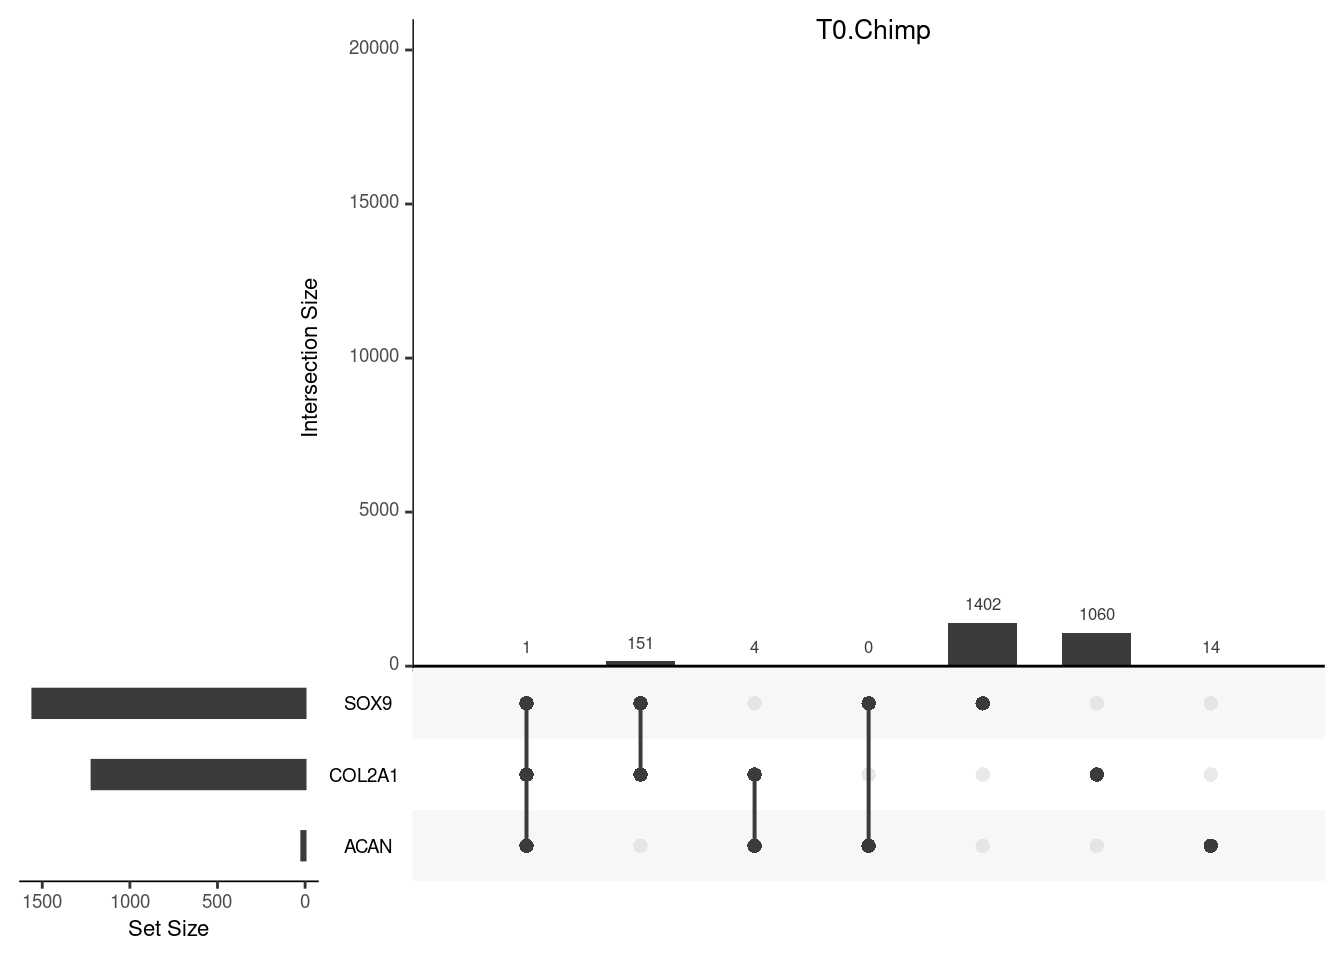 T0.Chimp
20000
15000
10000
5000
0
Intersection Size
1 151 4 0 1402 1060 14
SOX9
COL2A1
ACAN
1500 1000 500 0
Set Size